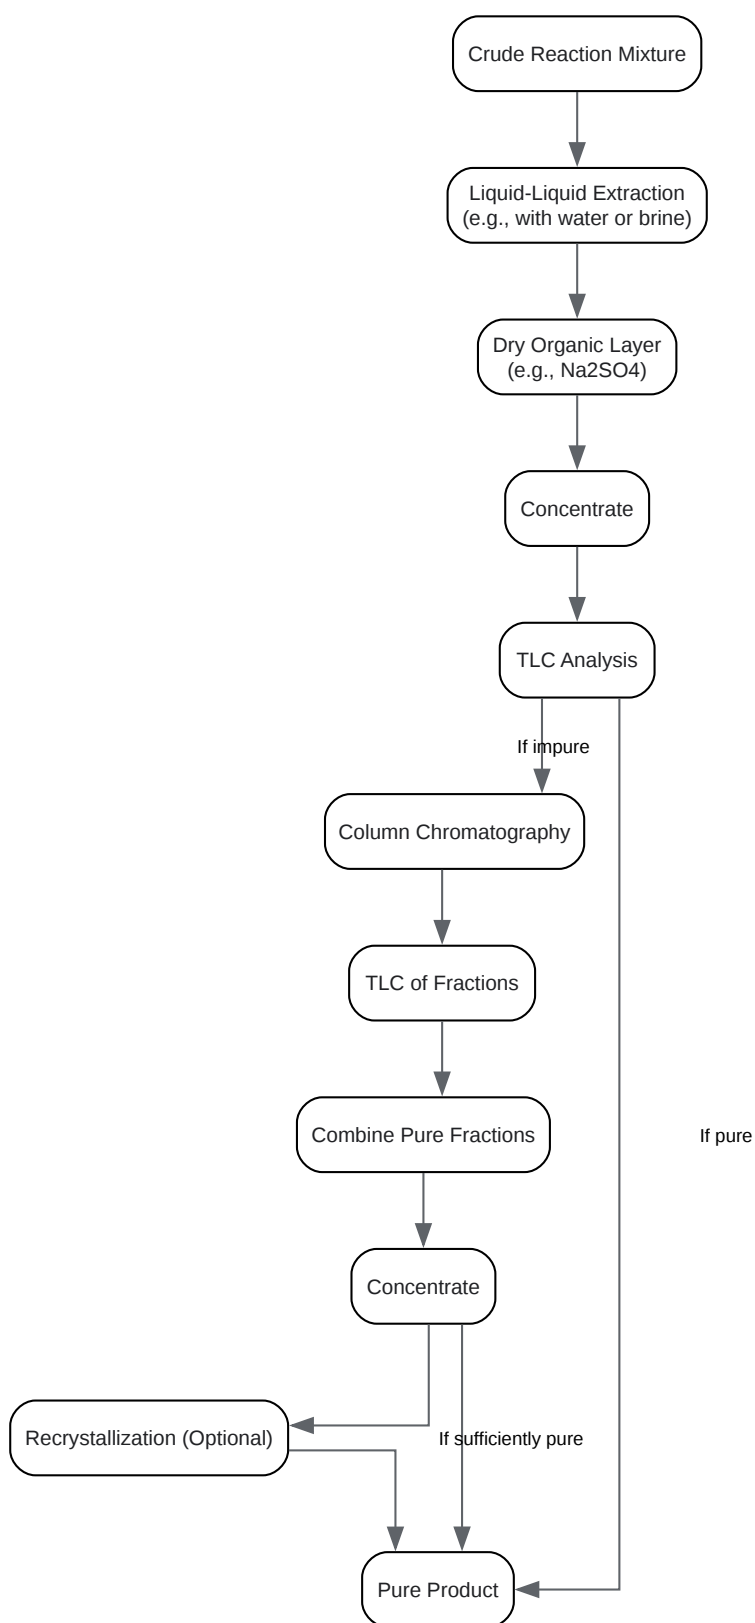 Crude Reaction Mixture
Liquid-Liquid Extraction
(e.g., with water or brine)
Dry Organic Layer
(e.g., Na2SO4)
Concentrate
TLC Analysis
If impure
Column Chromatography
TLC of Fractions
Combine Pure Fractions
If pure
Concentrate
Recrystallization (Optional)
If sufficiently pure
Pure Product